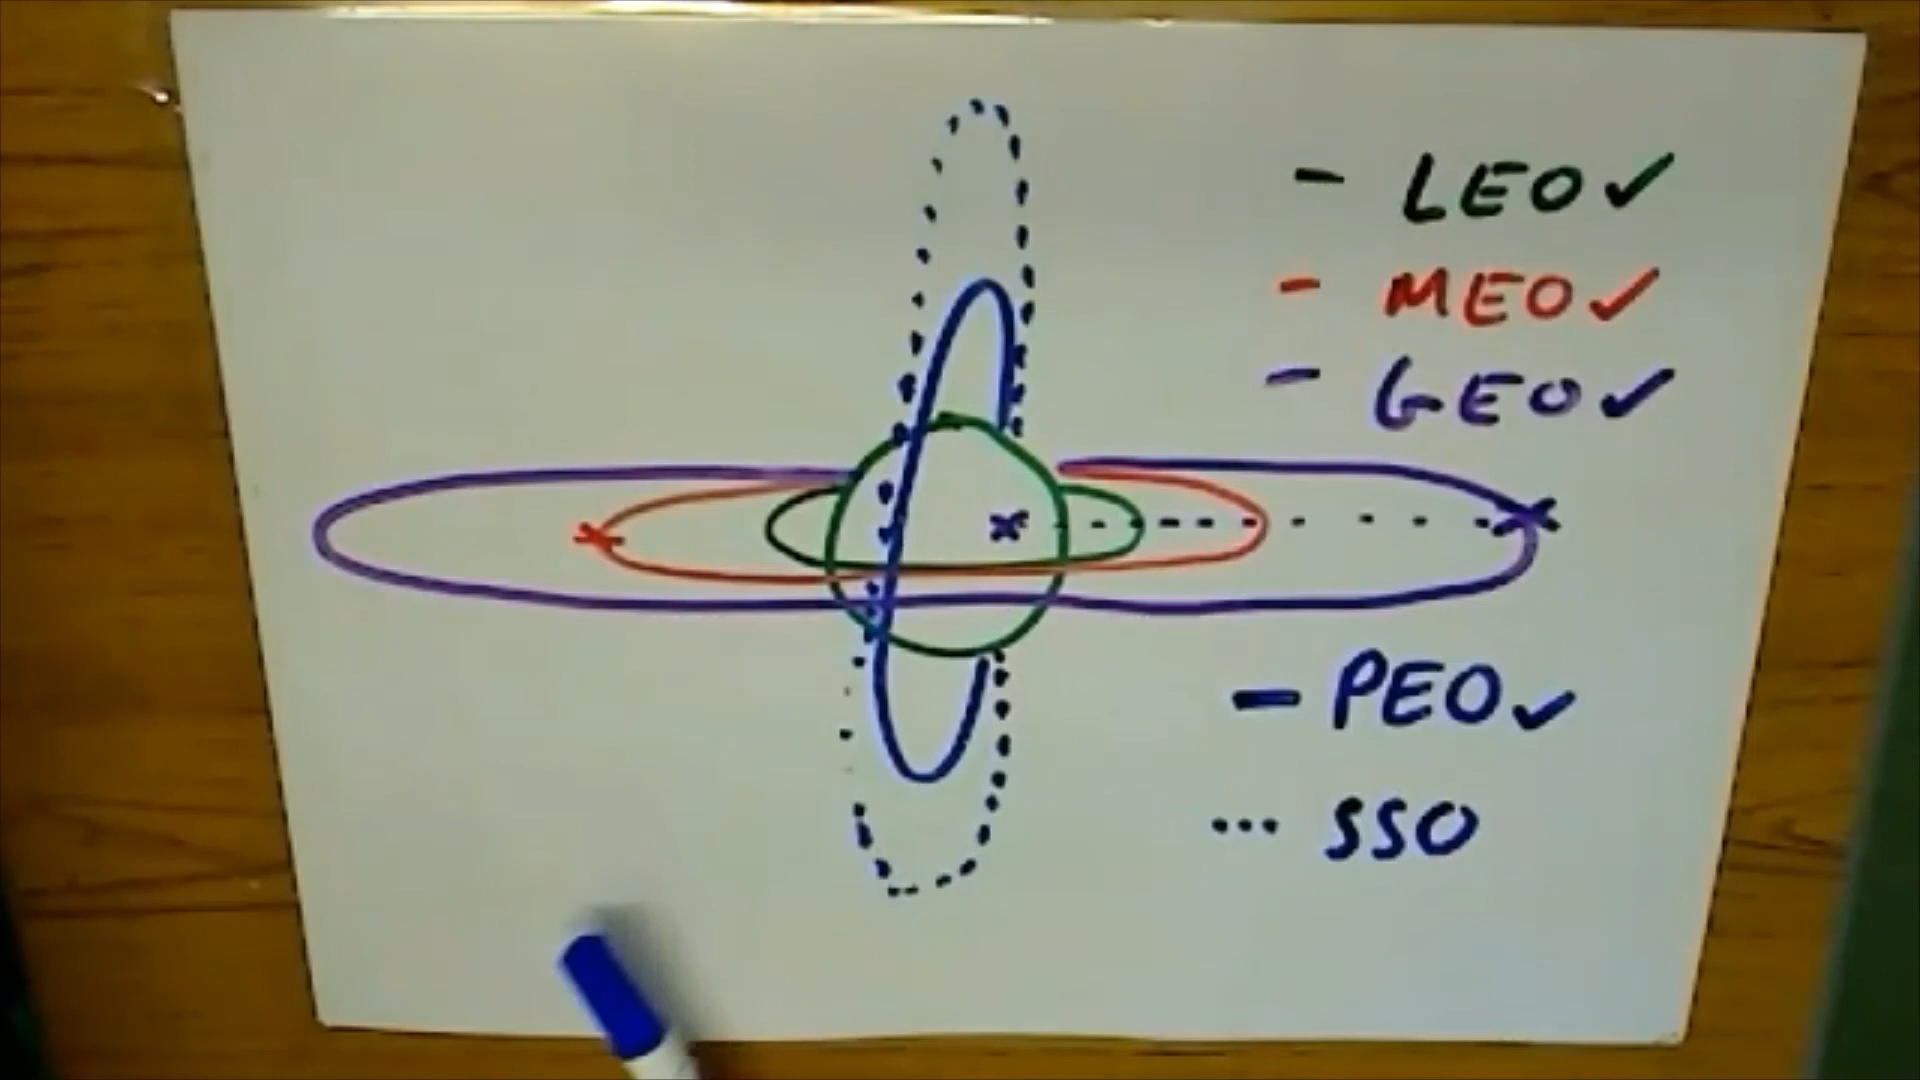 - LEO ✓
- MEO ✓
- GEO ✓
- PEO ✓
... SSO